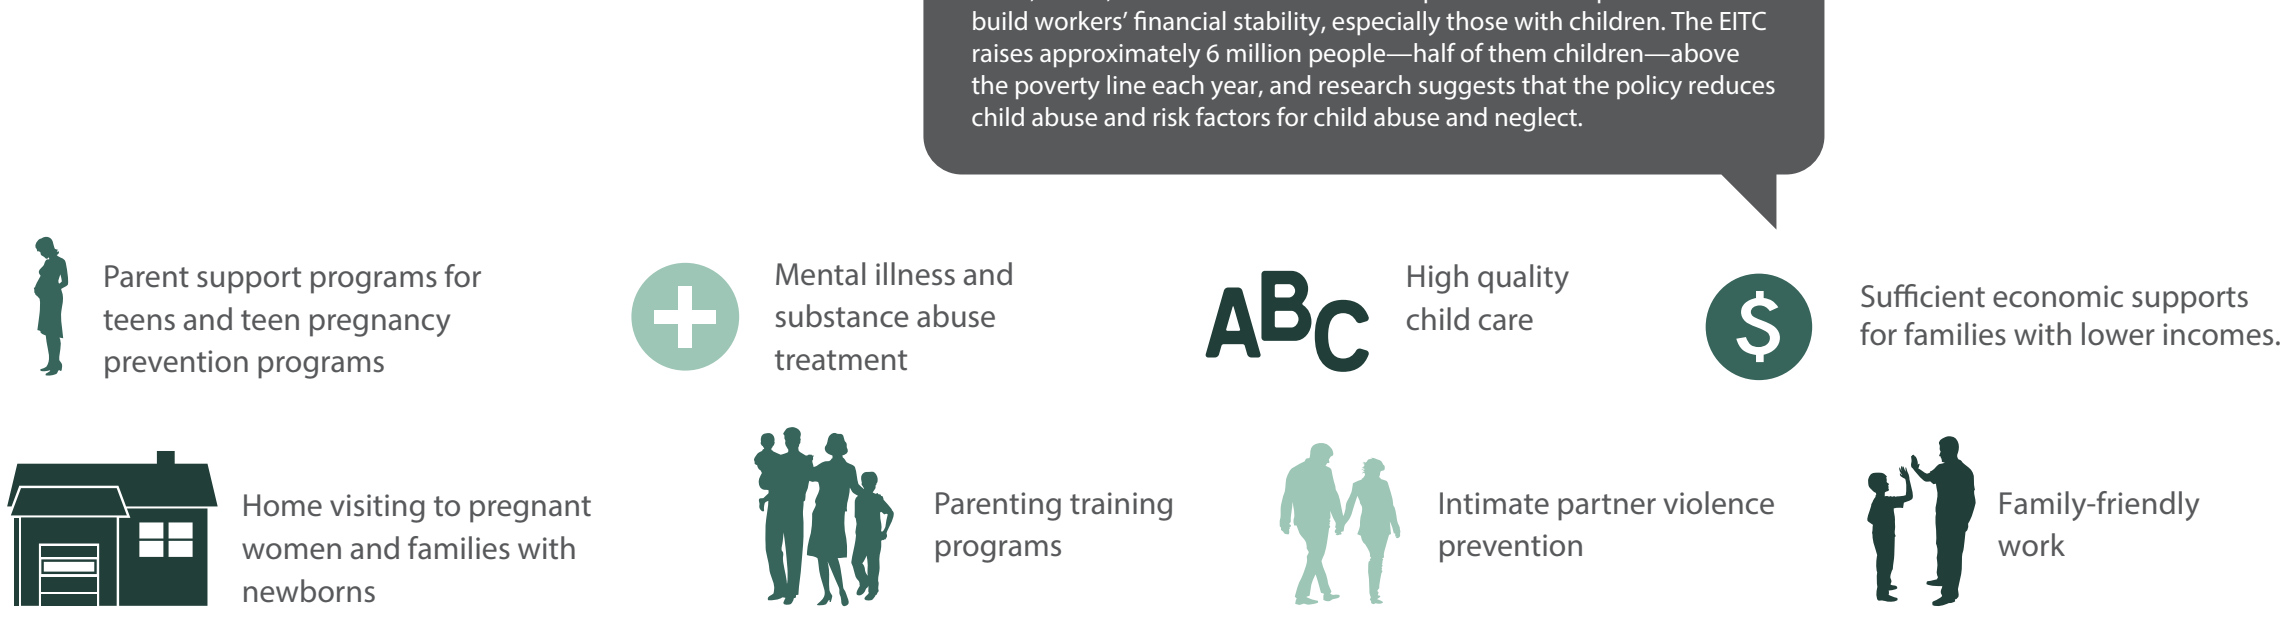 build workers’ financial stability, especially those with children. The EITC
raises approximately 6 million people—half of them children—above
the poverty line each year, and research suggests that the policy reduces
child abuse and risk factors for child abuse and neglect.
Parent support programs for
teens and teen pregnancy
prevention programs
Mental illness and
substance abuse
treatment
ABC
High quality
child care
$
Sufficient economic supports
for families with lower incomes.
Home visiting to pregnant
women and families with
newborns
Parenting training
programs
Intimate partner violence
prevention
Family-friendly
work